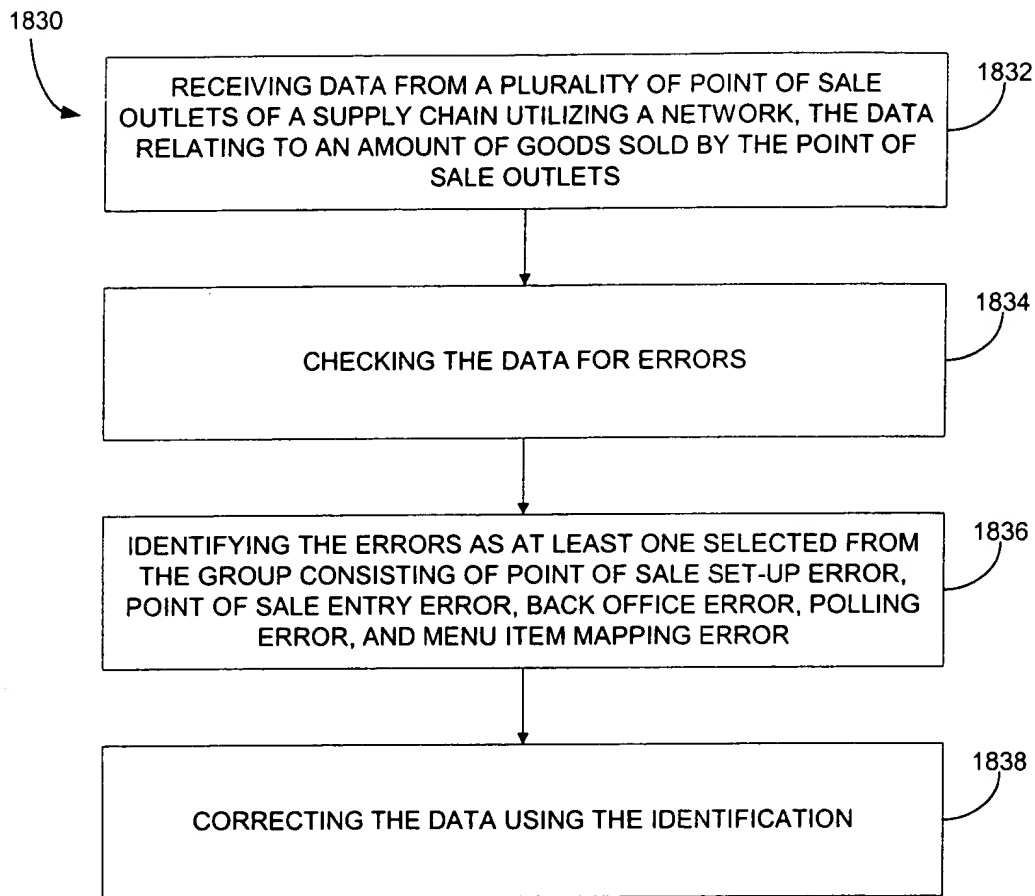 1830
RECEIVING DATA FROM A PLURALITY OF POINT OF SALE
OUTLETS OF A SUPPLY CHAIN UTILIZING A NETWORK, THE DATA
RELATING TO AN AMOUNT OF GOODS SOLD BY THE POINT OF
SALE OUTLETS
1832
CHECKING THE DATA FOR ERRORS
1834
IDENTIFYING THE ERRORS AS AT LEAST ONE SELECTED FROM
THE GROUP CONSISTING OF POINT OF SALE SET-UP ERROR,
POINT OF SALE ENTRY ERROR, BACK OFFICE ERROR, POLLING
ERROR, AND MENU ITEM MAPPING ERROR
1836
CORRECTING THE DATA USING THE IDENTIFICATION
1838